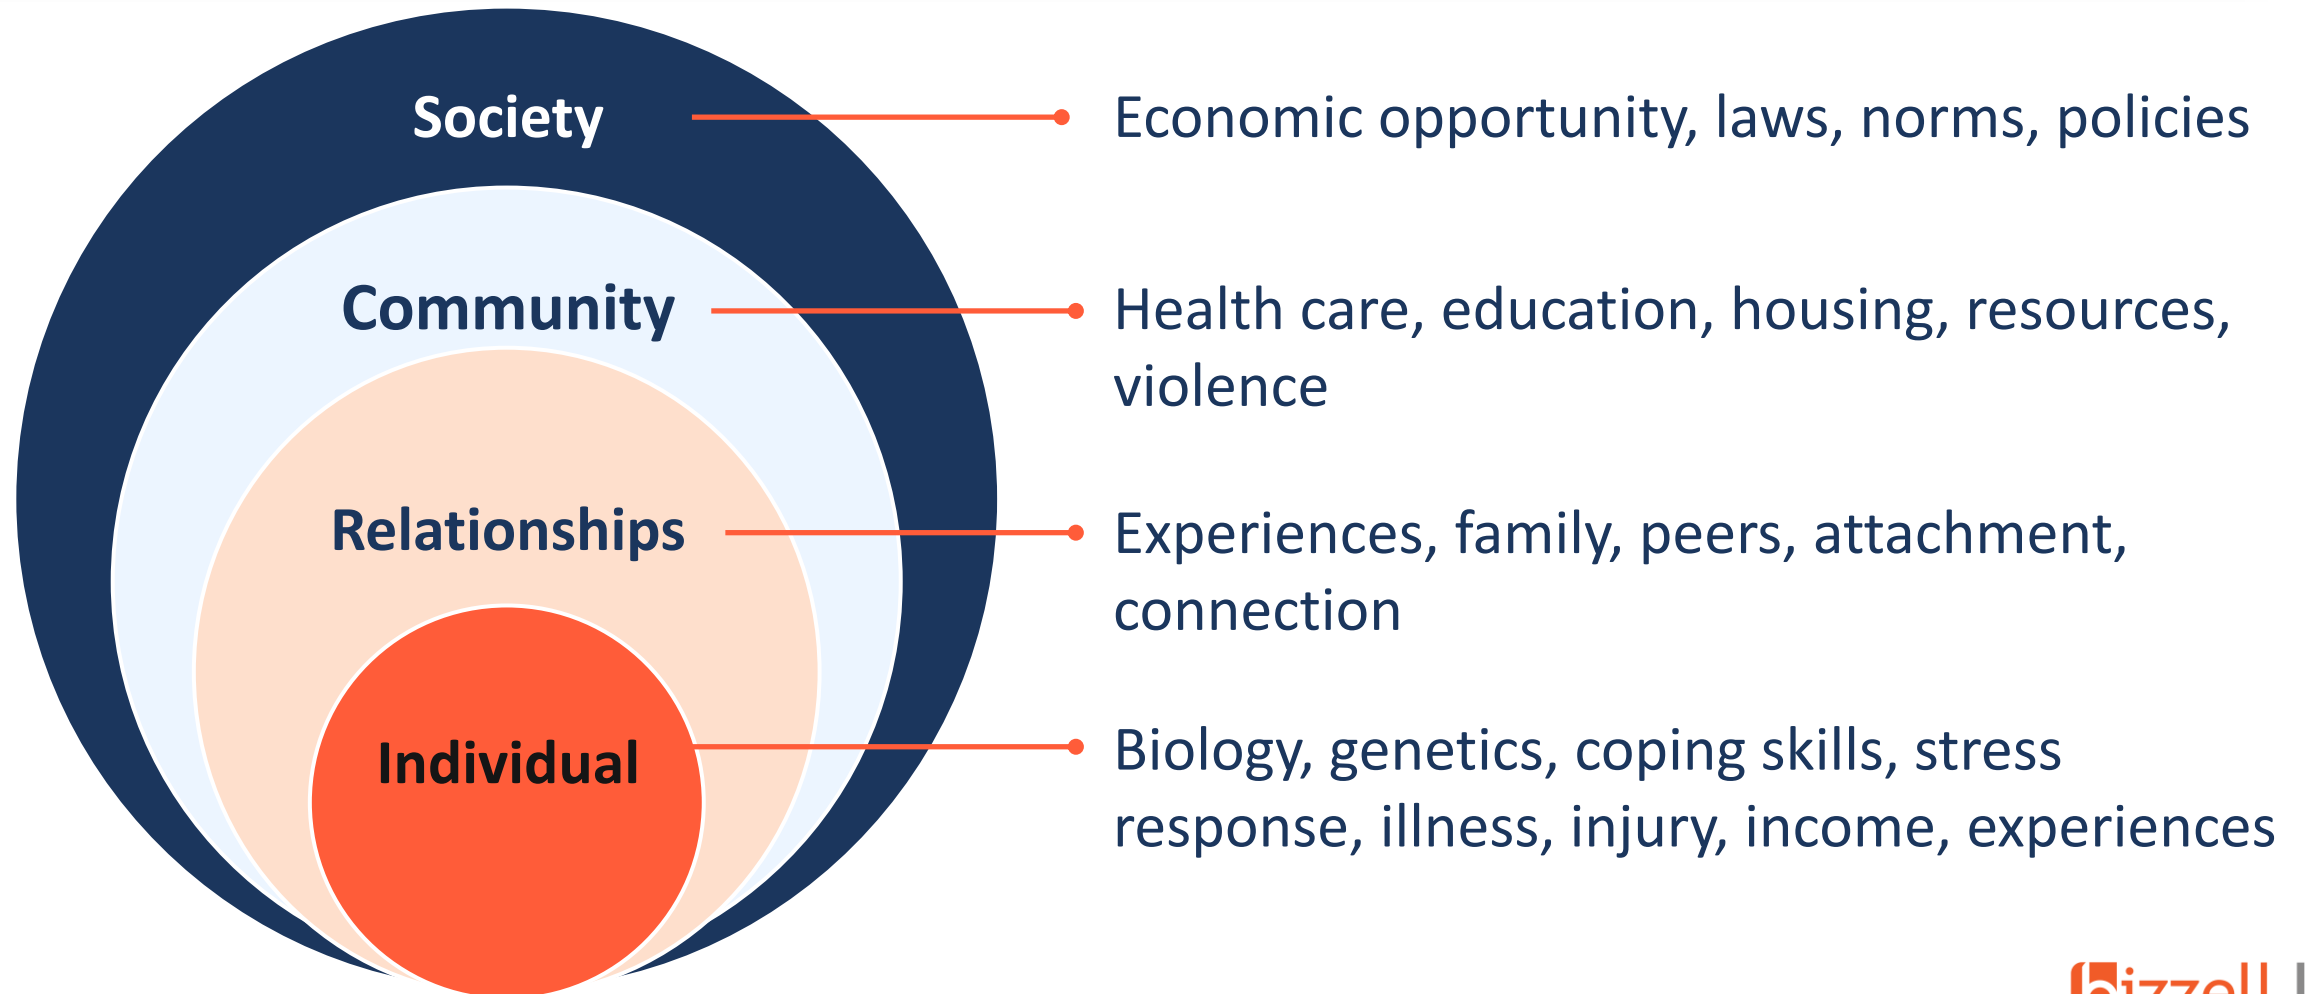 Society
Economic opportunity, laws, norms, policies
Community
Health care, education, housing, resources,
violence
Relationships
Experiences, family, peers, attachment,
connection
Individual
Biology, genetics, coping skills, stress
response, illness, injury, income, experiences
bizzell